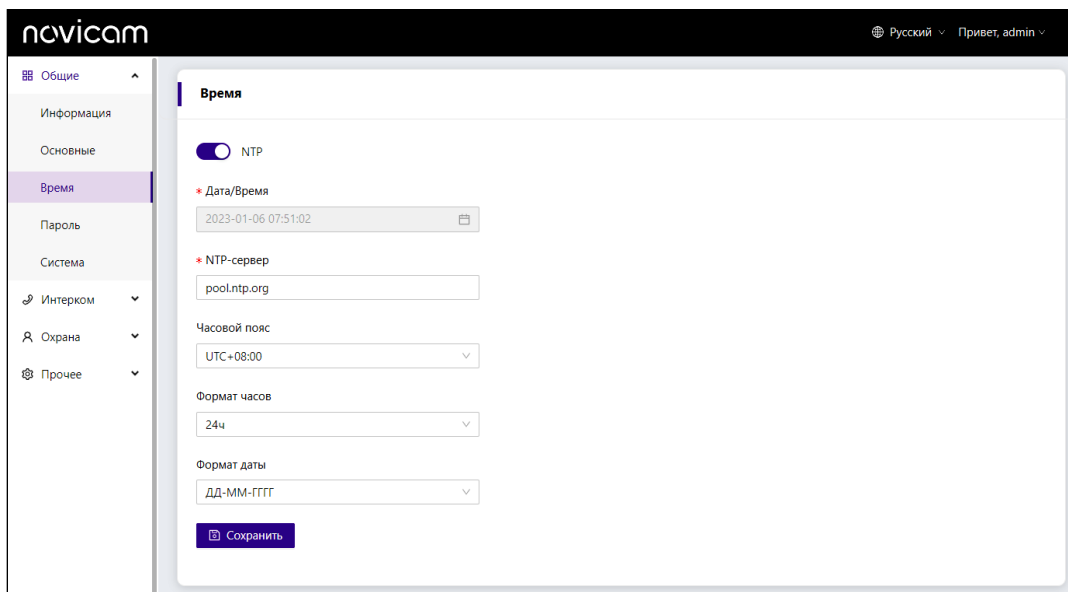 novicam
Русский Привет, admin
Общие
Информация
Основные
Время
Пароль
Система
Интерком
Охрана
Прочее
Время
NTP
* Дата/Время
2023-01-06 07:51:02
* NTP-сервер
pool.ntp.org
Часовой пояс
UTC+08:00
Формат часов
24ч
Формат даты
ДД-ММ-ГГГГ
Сохранить